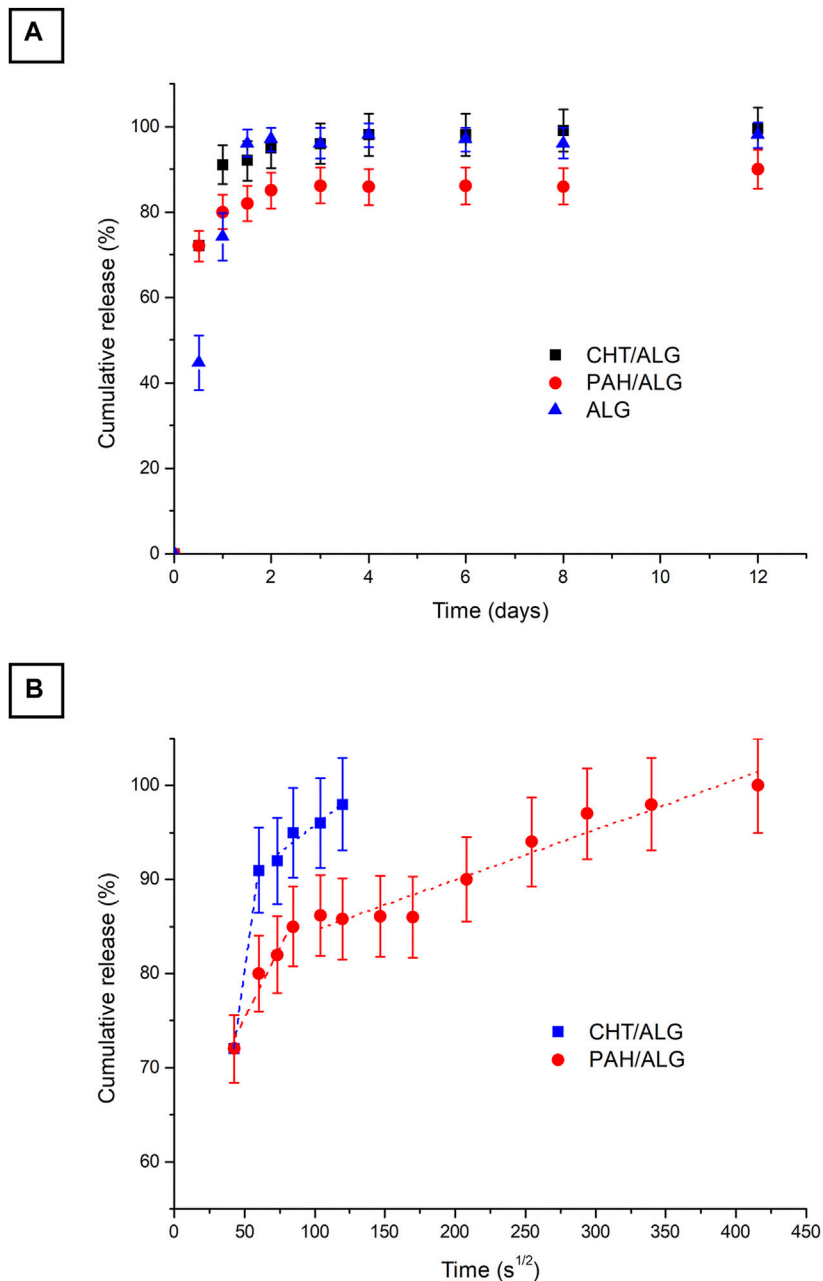 A
Cumulative release (%)
100
80
60
40
20
0
CHT/ALG
PAH/ALG
ALG
0 2 4 6 8 10 12
Time (days)
B
Cumulative release (%)
100
90
80
70
60
CHT/ALG
PAH/ALG
0 50 100 150 200 250 300 350 400 450
Time (s^1/2)